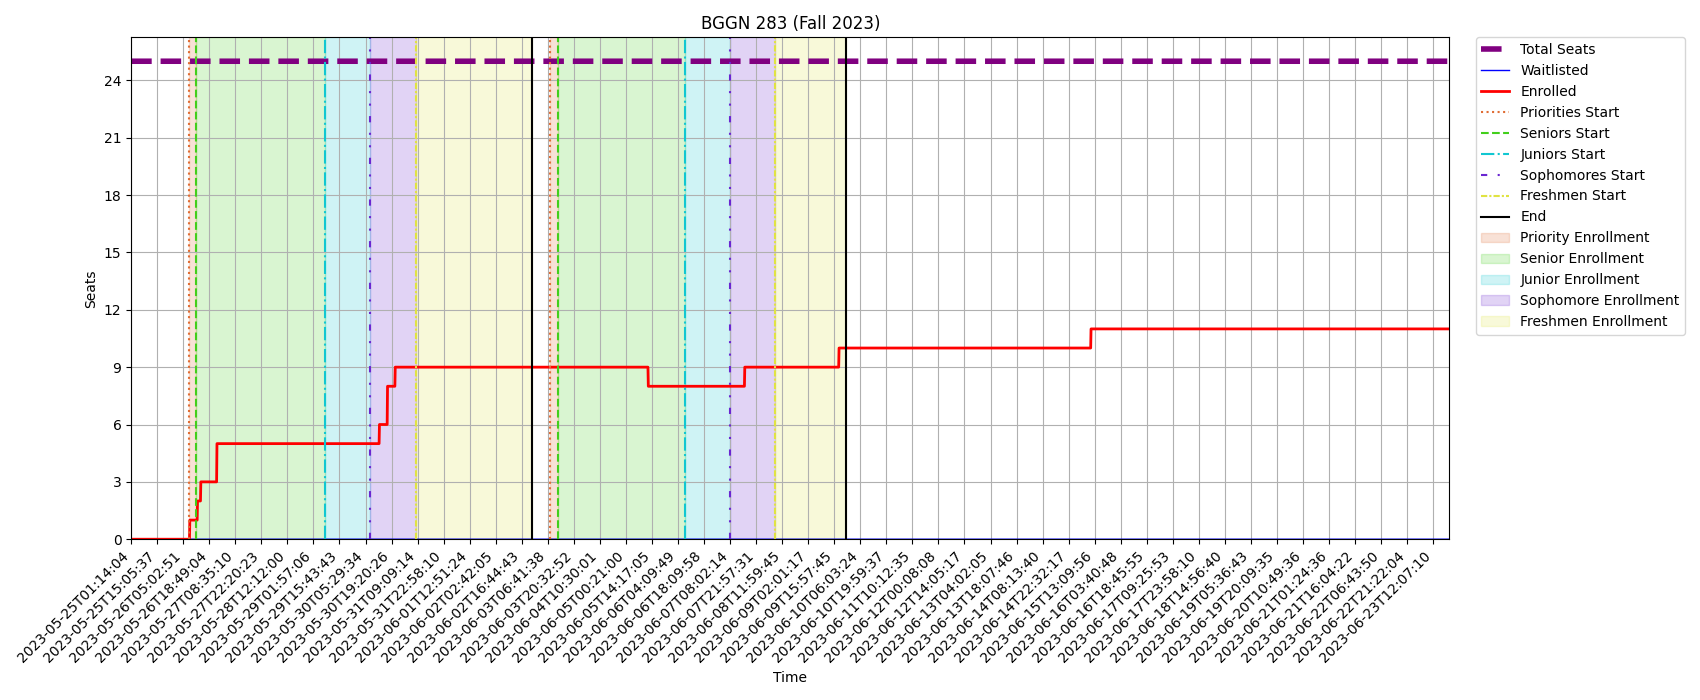 BGGN 283 (Fall 2023)
Seats
24
21
18
15
12
9
6
3
0
2023-05-25T01:14:04
2023-05-25T15:05:37
2023-05-26T05:02:51
2023-05-26T18:49:04
2023-05-27T08:35:10
2023-05-27T22:20:23
2023-05-28T12:12:00
2023-05-29T01:57:06
2023-05-29T15:43:43
2023-05-30T05:29:34
2023-05-30T19:20:26
2023-05-31T09:09:14
2023-05-31T22:58:10
2023-06-01T12:51:24
2023-06-02T02:42:05
2023-06-02T16:44:43
2023-06-03T06:41:38
2023-06-03T20:32:52
2023-06-04T10:30:01
2023-06-05T00:21:00
2023-06-05T14:17:05
2023-06-06T04:09:49
2023-06-06T18:09:58
2023-06-07T08:02:14
2023-06-07T21:57:31
2023-06-08T11:59:45
2023-06-09T02:01:17
2023-06-09T15:57:45
2023-06-10T06:03:24
2023-06-10T19:59:37
2023-06-11T10:12:35
2023-06-12T00:08:08
2023-06-12T14:05:17
2023-06-13T04:02:05
2023-06-13T18:07:46
2023-06-14T08:13:40
2023-06-14T22:32:17
2023-06-15T13:09:56
2023-06-16T03:40:48
2023-06-16T18:45:55
2023-06-17T09:25:53
2023-06-17T23:58:10
2023-06-18T14:56:40
2023-06-19T05:36:43
2023-06-19T20:09:35
2023-06-20T10:49:36
2023-06-21T01:24:36
2023-06-21T16:04:22
2023-06-22T06:43:50
2023-06-22T21:22:04
2023-06-23T12:07:10
Time
Total Seats
Waitlisted
Enrolled
Priorities Start
Seniors Start
Juniors Start
Sophomores Start
Freshmen Start
End
Priority Enrollment
Senior Enrollment
Junior Enrollment
Sophomore Enrollment
Freshmen Enrollment